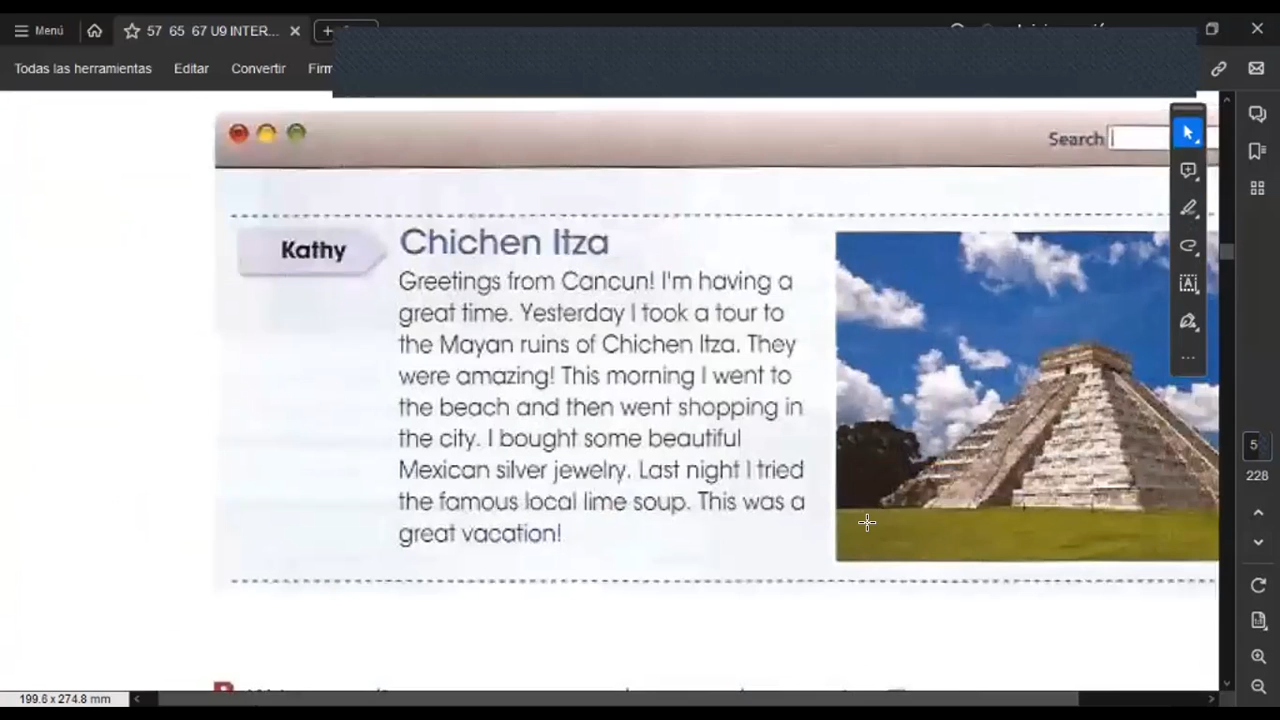 Menú
57 65 67 U9 INTER...
Todas las herramientas
Editar
Convertir
Firm
Search
Kathy
Chichen Itza
Greetings from Cancun! I'm having a
great time. Yesterday I took a tour to
the Mayan ruins of Chichen Itza. They
were amazing! This morning I went to
the beach and then went shopping in
the city. I bought some beautiful
Mexican silver jewelry. Last night I tried
the famous local lime soup. This was a
great vacation!
5
228
199.6 x 274.8 mm